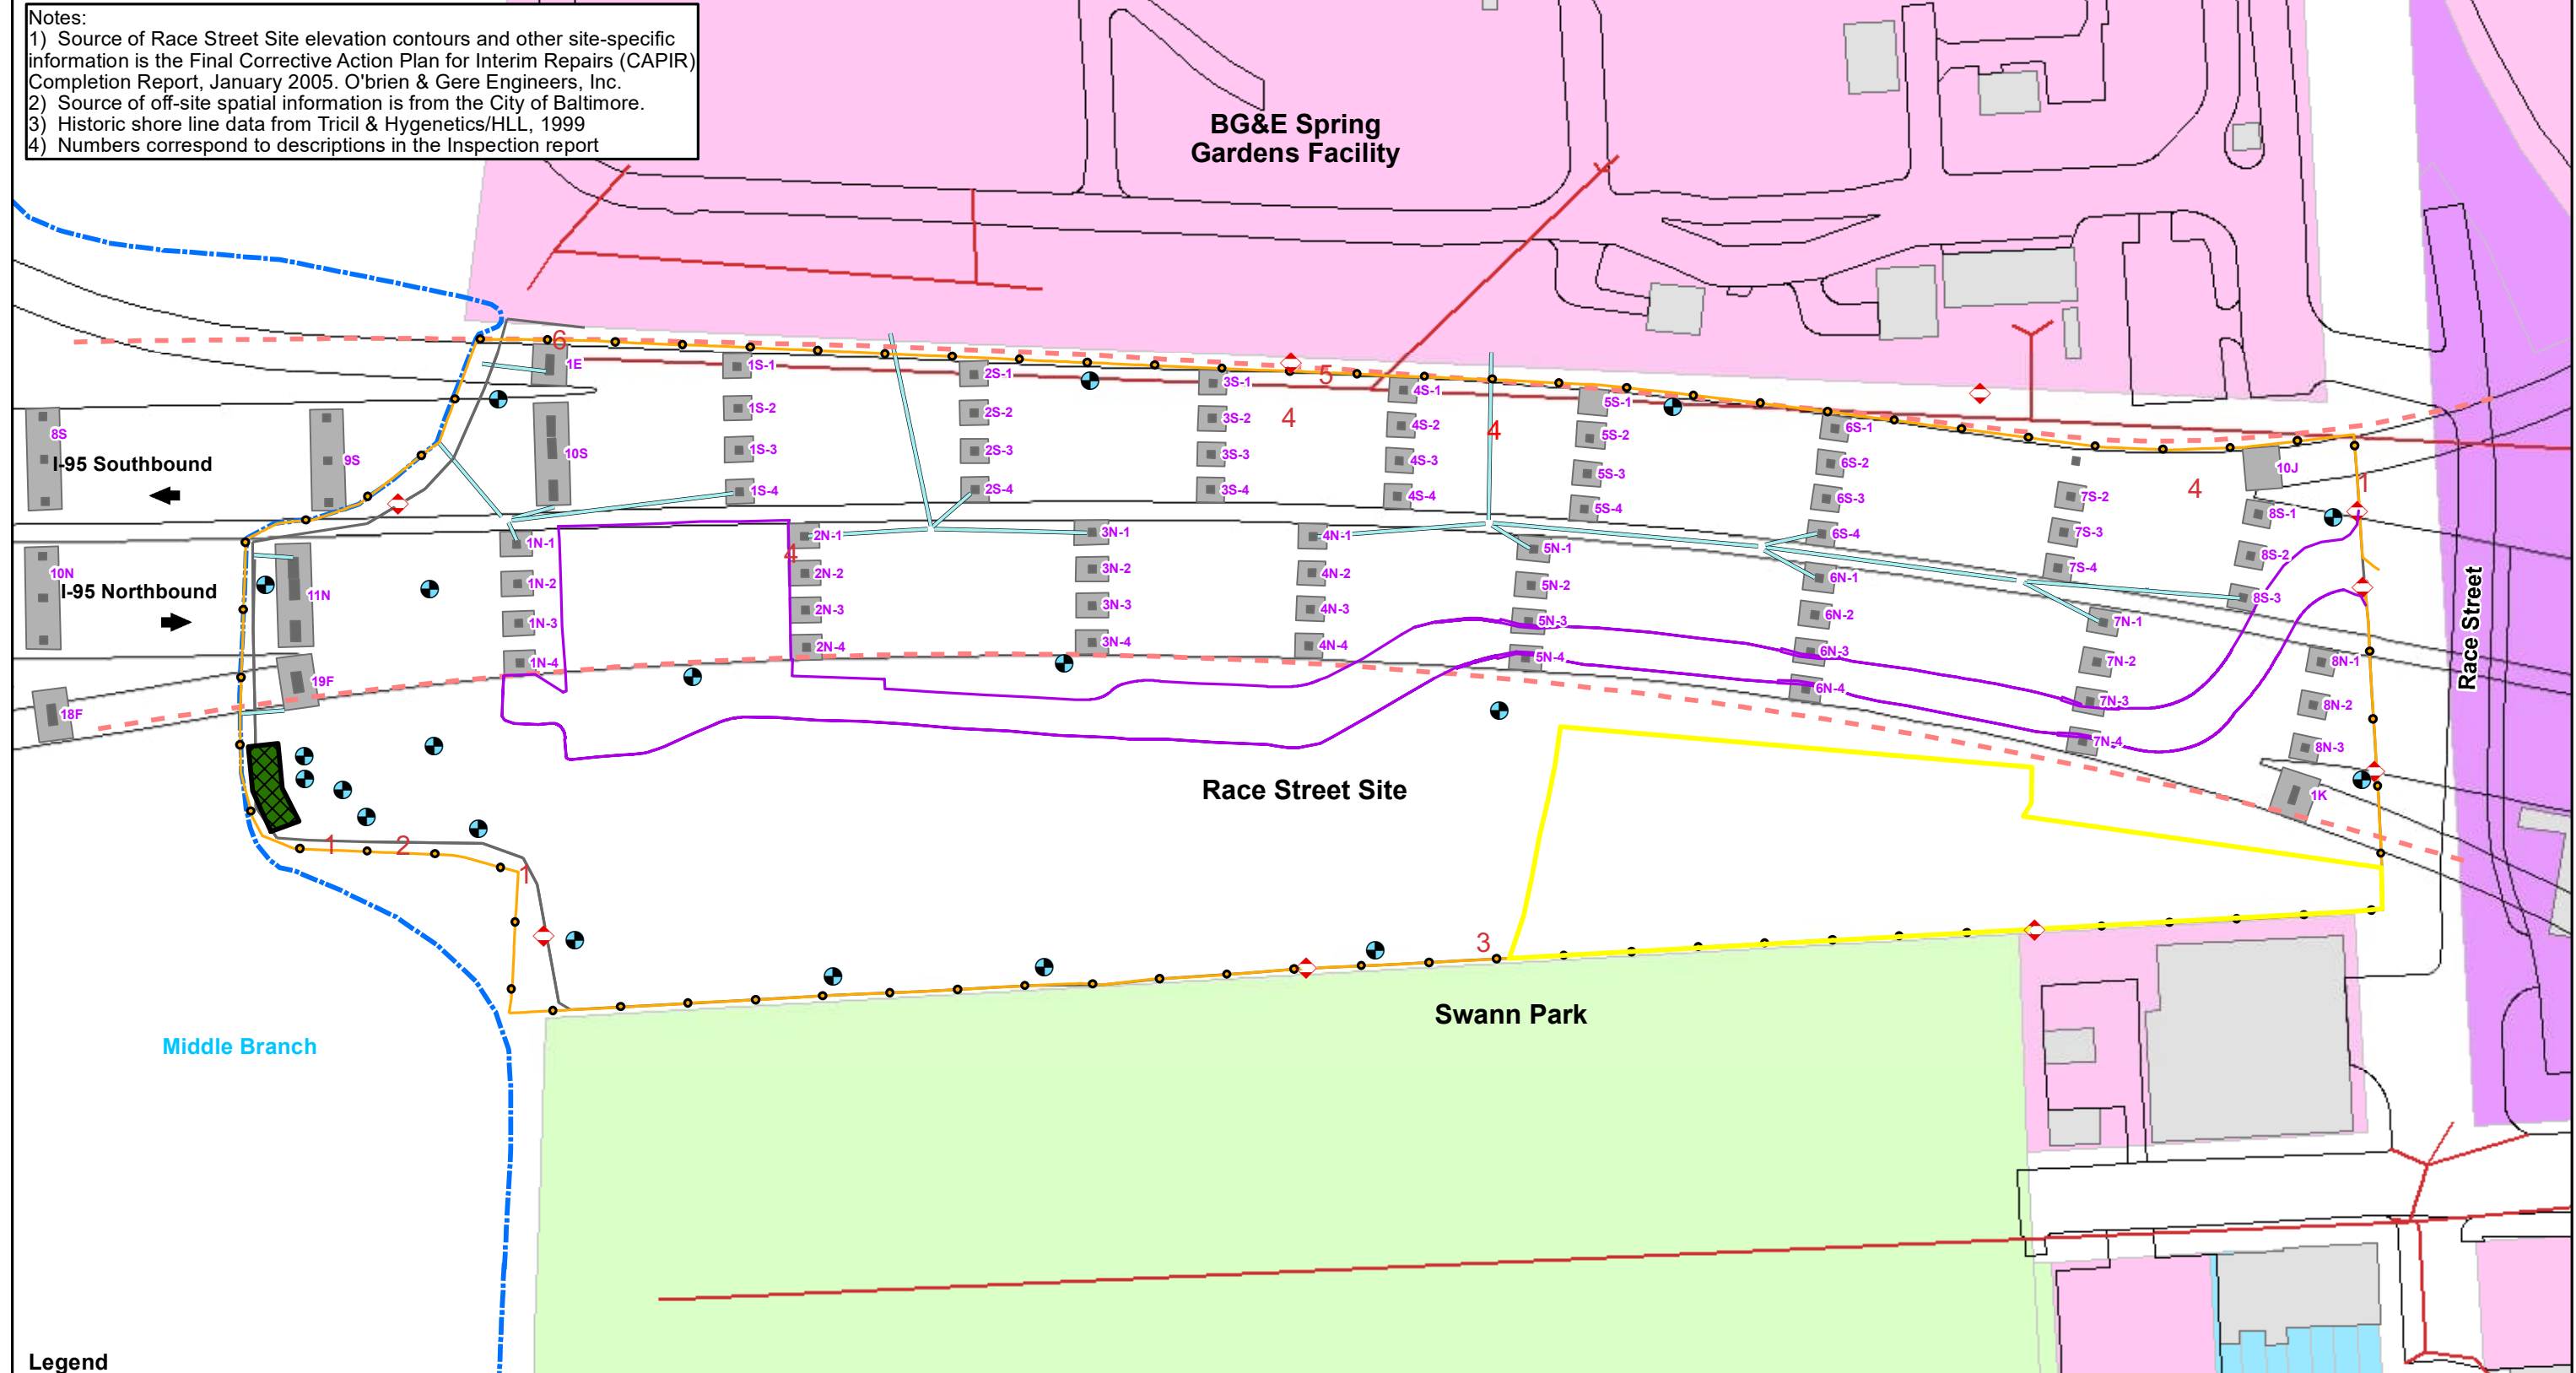 Notes:
1) Source of Race Street Site elevation contours and other site-specific
information is the Final Corrective Action Plan for Interim Repairs (CAPIR)
Completion Report, January 2005. O'brien & Gere Engineers, Inc.
2) Source of off-site spatial information is from the City of Baltimore.
3) Historic shore line data from Tricil & Hygenetics/HLL, 1999
4) Numbers correspond to descriptions in the Inspection report
BG&E Spring
Gardens Facility
6
1E
1S-1
2S-1
3S-1
5
4S-1
5S-1
6S-1
1S-2
2S-2
3S-2
4
4S-2
4
5S-2
6S-2
8S
I-95 Southbound
9S
10S
1S-3
2S-3
3S-3
4S-3
5S-3
6S-3
10J
1
1S-4
2S-4
3S-4
4S-4
5S-4
6S-4
7S-2
4
8S-1
7S-3
8S-2
7S-4
8S-3
1N-1
2N-1
4
3N-1
4N-1
5N-1
6N-1
7N-1
10N
I-95 Northbound
11N
1N-2
2N-2
3N-2
4N-2
5N-2
6N-2
7N-2
8N-1
1N-3
2N-3
3N-3
4N-3
5N-3
6N-3
7N-3
8N-2
1N-4
2N-4
3N-4
4N-4
5N-4
6N-4
7N-4
8N-3
19F
18F
1K
Race Street
Race Street Site
1
2
1
3
Swann Park
Middle Branch
Legend